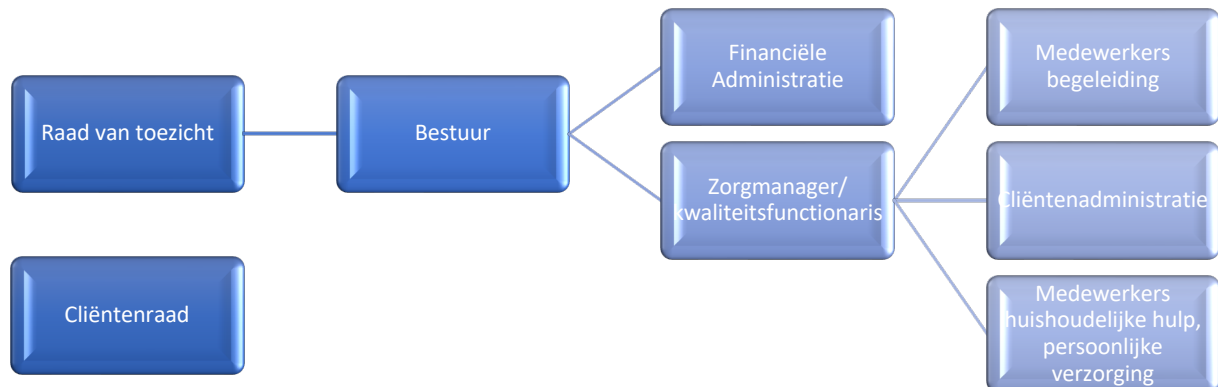 Raad van toezicht
Bestuur
Financiële
Administratie
Zorgmanager/
kwaliteitsfunctionaris
Medewerkers
begeleiding
Cliëntenadministratie
Medewerkers
huishoudelijke hulp,
persoonlijke
verzorging
Cliëntenraad